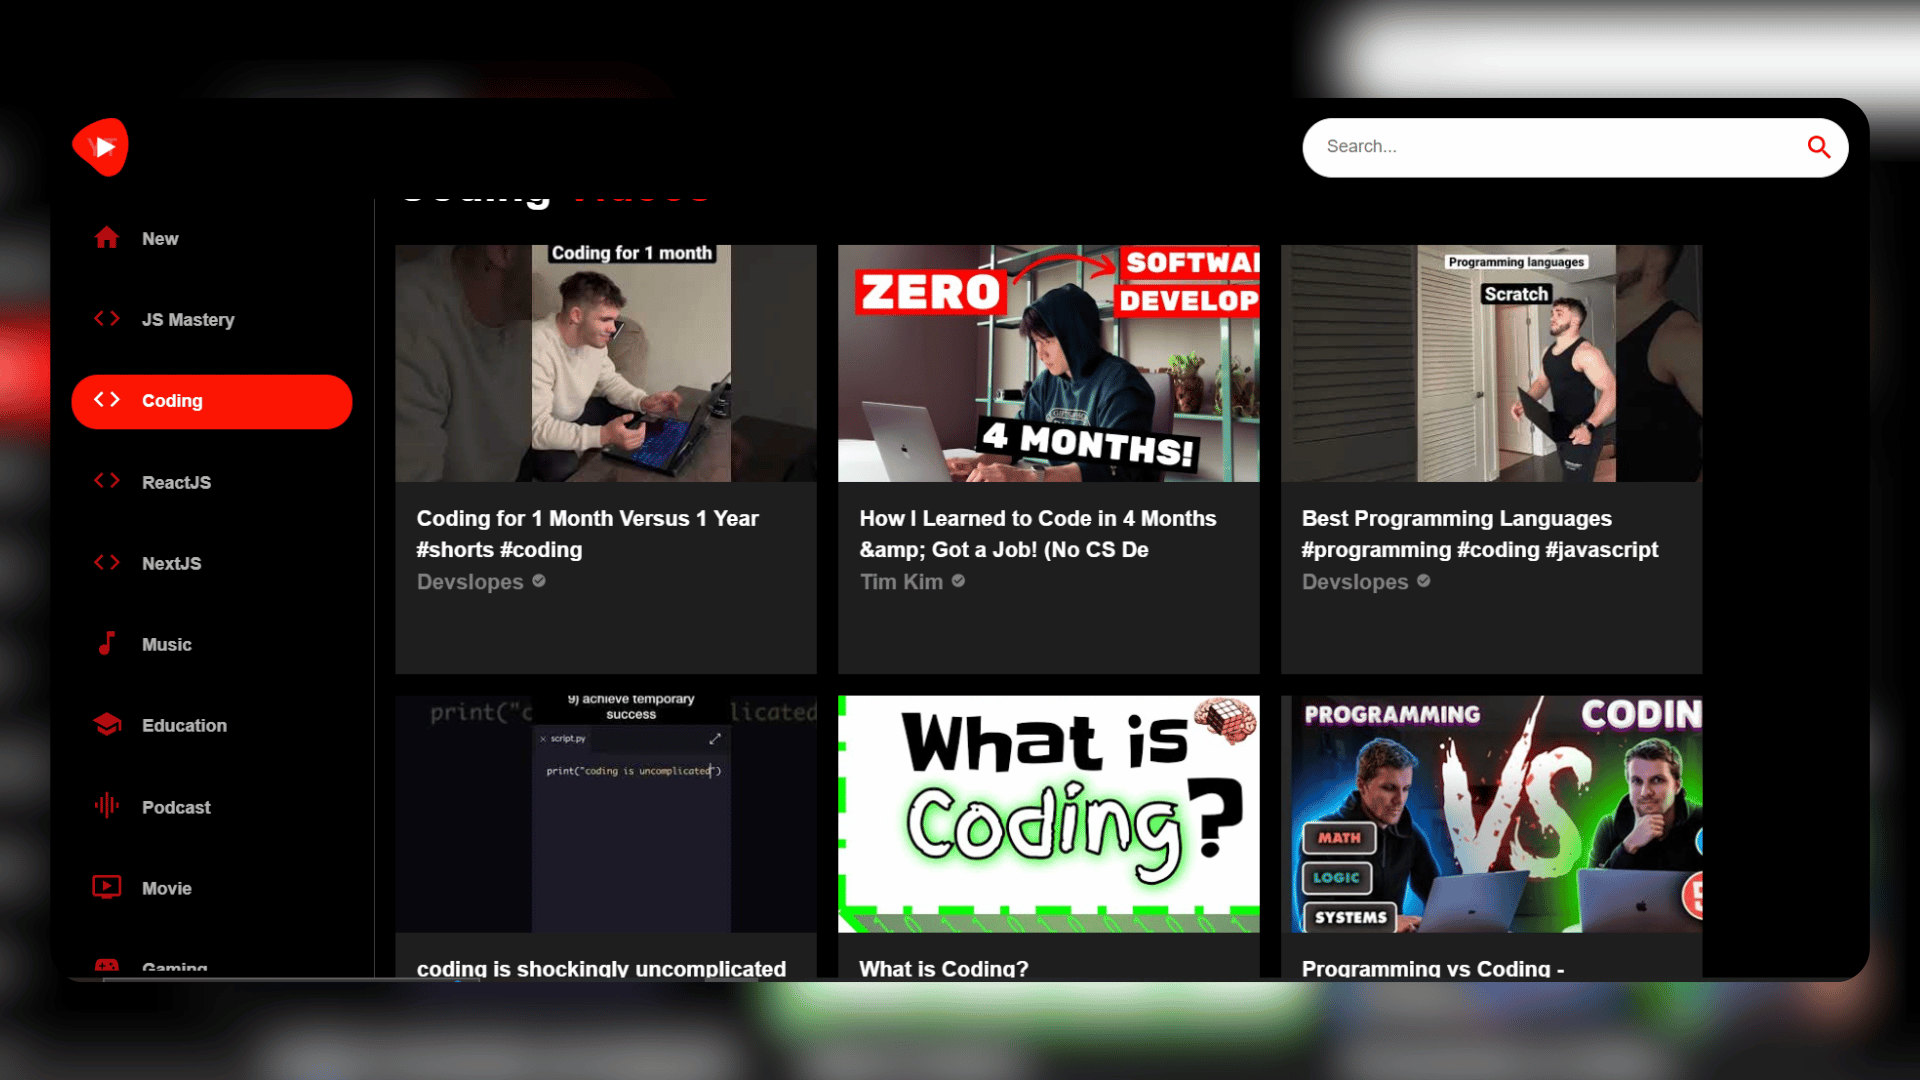 Search...
Coding Videos
New
JS Mastery
Coding
ReactJS
NextJS
Music
Education
Podcast
Movie
Gaming
Coding for 1 month
ZERO
SOFTWAR
DEVELOP
4 MONTHS!
Programming languages
Scratch
Coding for 1 Month Versus 1 Year
#shorts #coding
Devslopes
How I Learned to Code in 4 Months
&amp; Got a Job! (No CS De
Tim Kim
Best Programming Languages
#programming #coding #javascript
Devslopes
print("c
licated
9) achieve temporary
success
× script.py
print("coding is uncomplicated")
What is
Coding?
PROGRAMMING
CODIN
VS
MATH
LOGIC
SYSTEMS
5
coding is shockingly uncomplicated
What is Coding?
Programming vs Coding -